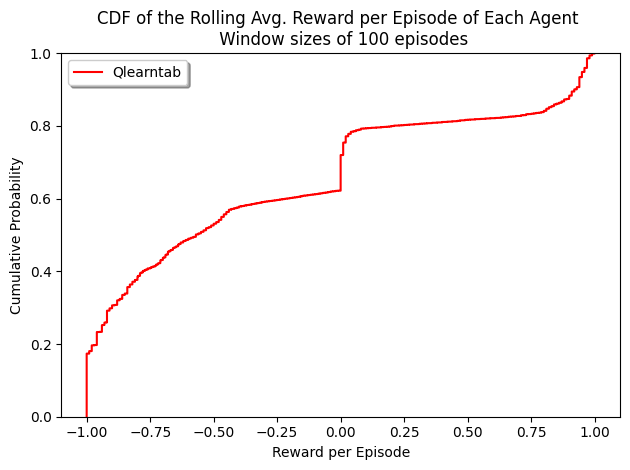 CDF of the Rolling Avg. Reward per Episode of Each Agent
Window sizes of 100 episodes
Qlearntab
1.0
0.8
0.6
0.4
0.2
0.0
Cumulative Probability
−1.00 −0.75 −0.50 −0.25 0.00 0.25 0.50 0.75 1.00
Reward per Episode